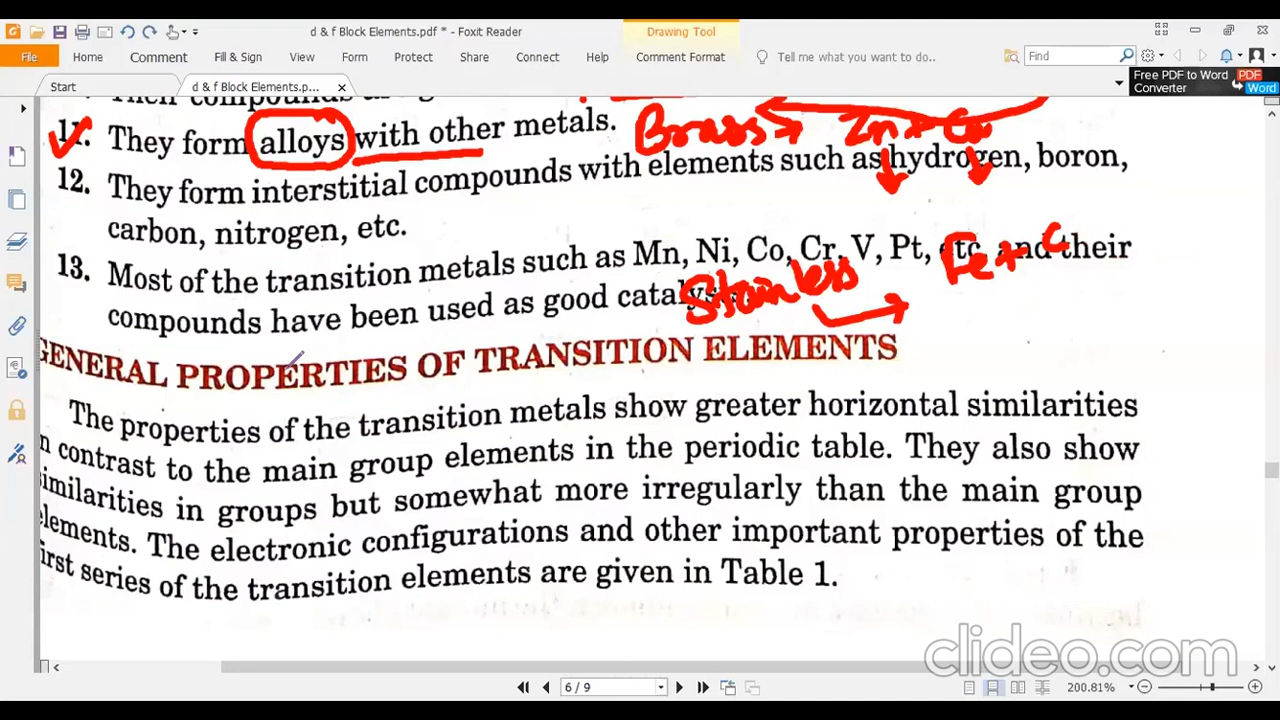 d & f Block Elements.pdf * - Foxit Reader
Drawing Tool
File Home Comment Fill & Sign View Form Protect Share Connect Help Comment Format Tell me what you want to do.. Find
Start
d & f Block Elements.p...
Free PDF to Word Converter
PDF Word
Their compounds are
11. They form alloys with other metals.
Brass → Zn + Cu
12. They form interstitial compounds with elements such as hydrogen, boron,
carbon, nitrogen, etc.
13. Most of the transition metals such as Mn, Ni, Co, Cr, V, Pt, etc. and their
compounds have been used as good catalysts.
Stainless → Fe + C
GENERAL PROPERTIES OF TRANSITION ELEMENTS
The properties of the transition metals show greater horizontal similarities
n contrast to the main group elements in the periodic table. They also show
similarities in groups but somewhat more irregularly than the main group
elements. The electronic configurations and other important properties of the
first series of the transition elements are given in Table 1.
clideo.com
6 / 9
200.81%